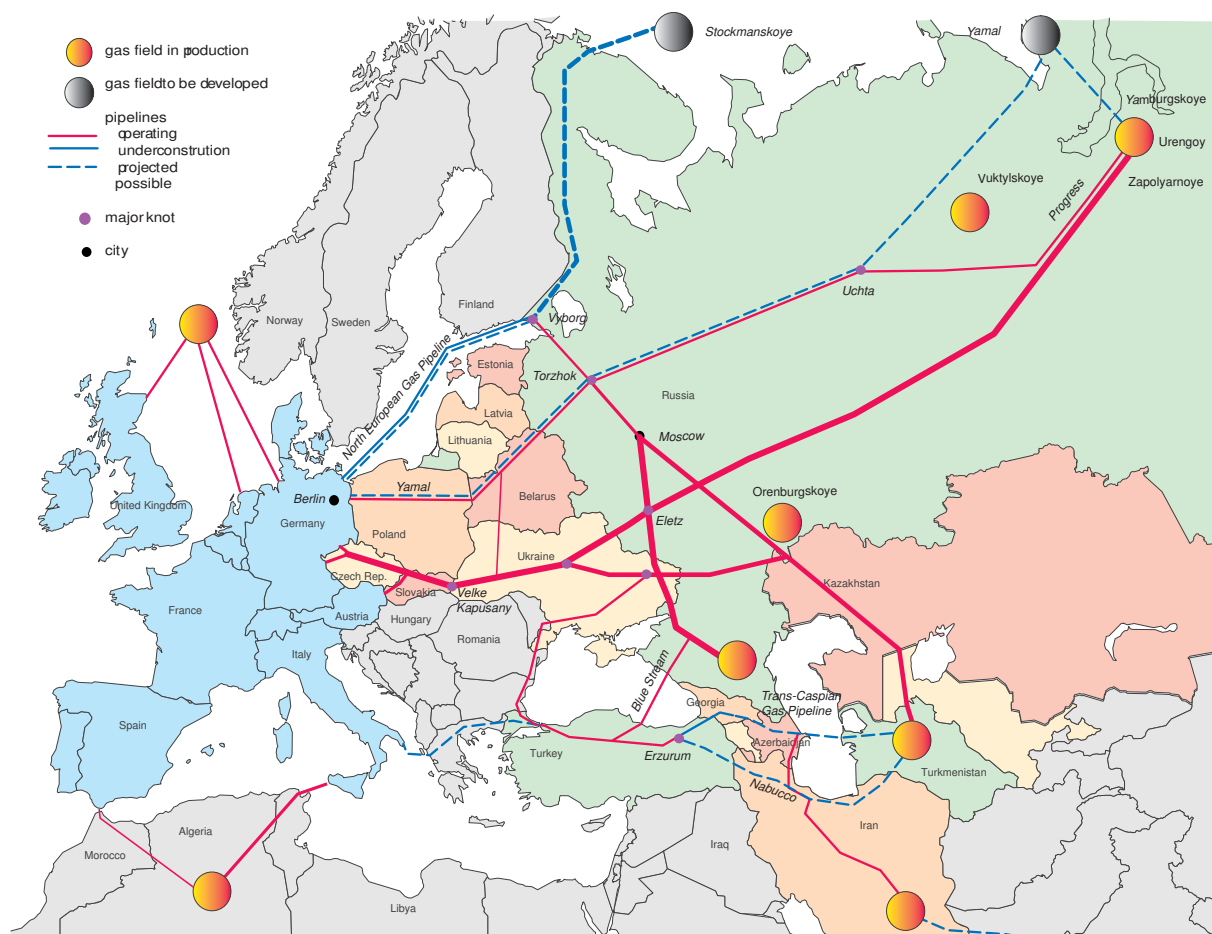 gas field in production
gas fieldto be developed
pipelines
operating
underconstrution
projected
possible
major knot
city
Stockmanskoye
Yamal
Yamburgskoye
Urengoy
Zapolyarnoye
Vuktylskoye
Progress
Uchta
Finland
Norway
Sweden
Vyborg
North European Gas Pipeline
Estonia
Torzhok
Russia
Latvia
Lithuania
Moscow
Yamal
Berlin
Belarus
Orenburgskoye
United Kingdom
Germany
Eletz
Poland
Ukraine
Czech Rep.
Slovakia
Velke
Kapusany
Kazakhstan
France
Austria
Hungary
Romania
Italy
Blue Stream
Trans-Caspian
Gas Pipeline
Georgia
Spain
Azerbaidjan
Turkey
Erzurum
Turkmenistan
Nabucco
Iran
Algeria
Morocco
Iraq
Libya